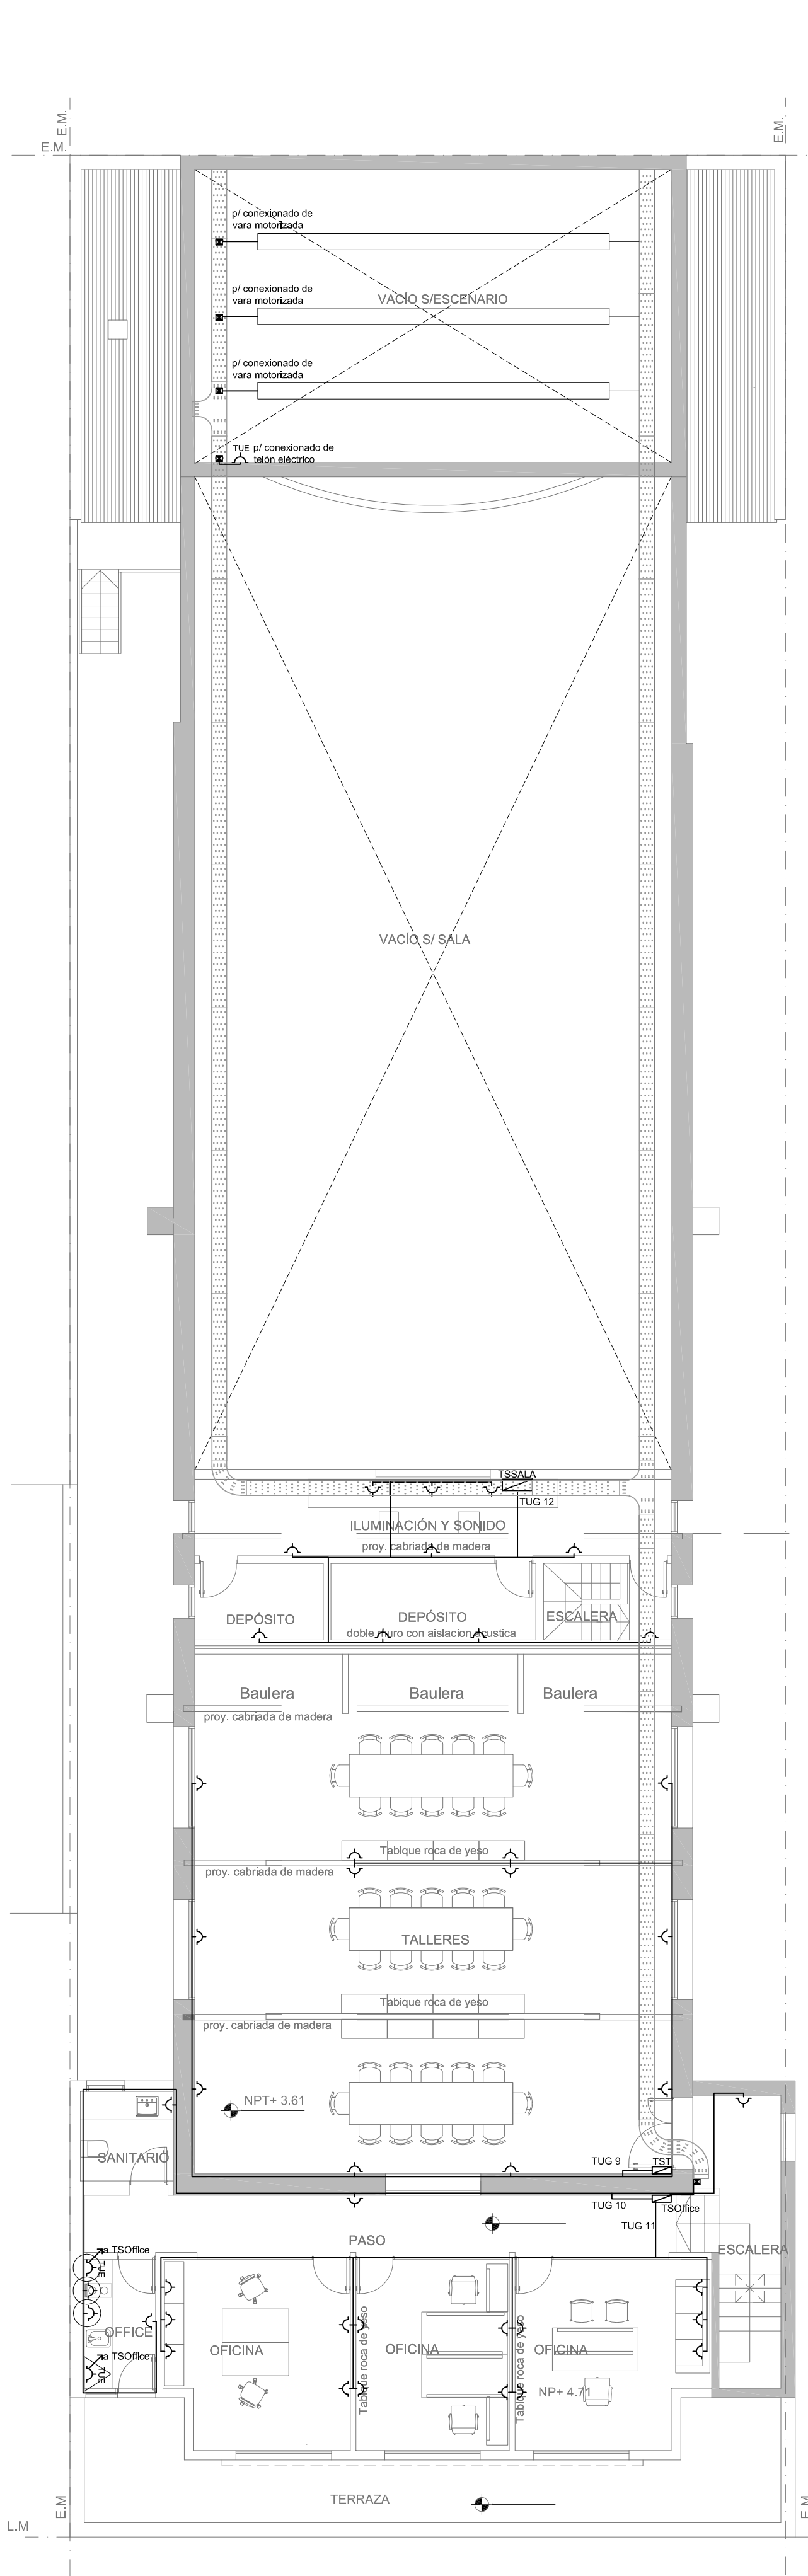 E.M.
E.M.
E.M.
p/ conexionado de
vara motorizada
p/ conexionado de
vara motorizada
VACÍO S/ESCENARIO
p/ conexionado de
vara motorizada
TUE p/ conexionado de
telón eléctrico
VACÍO S/ SALA
TSSALA
TUG 12
ILUMINACIÓN Y SONIDO
proy. cabriada de madera
DEPÓSITO
DEPÓSITO
ESCALERA
doble muro con aislacion acustica
Baulera
Baulera
Baulera
proy. cabriada de madera
Tabique roca de yeso
proy. cabriada de madera
TALLERES
Tabique roca de yeso
proy. cabriada de madera
NPT+ 3.61
SANITARIO
TUG 9
TST
TUG 10
TSOffice
TUG 11
PASO
ESCALERA
a TSOffice
TUE
OFFICE
OFICINA
Tabique roca de yeso
OFICINA
Tabique roca de yeso
OFICINA
a TSOffice
TUE
NP+ 4.71
TERRAZA
E.M
E.M
L.M